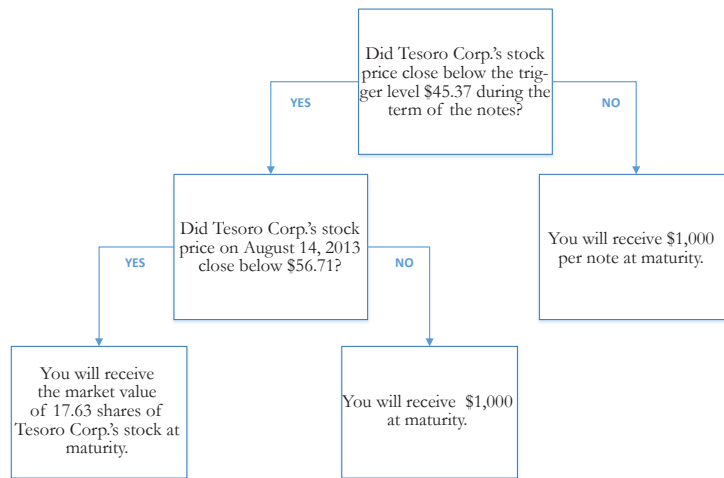 Did Tesoro Corp.'s stock
price close below the trig-
ger level $45.37 during the
term of the notes?
YES
NO
Did Tesoro Corp.'s stock
price on August 14, 2013
close below $56.71?
You will receive $1,000
per note at maturity.
YES
NO
You will receive
the market value
of 17.63 shares of
Tesoro Corp.'s stock at
maturity.
You will receive $1,000
at maturity.